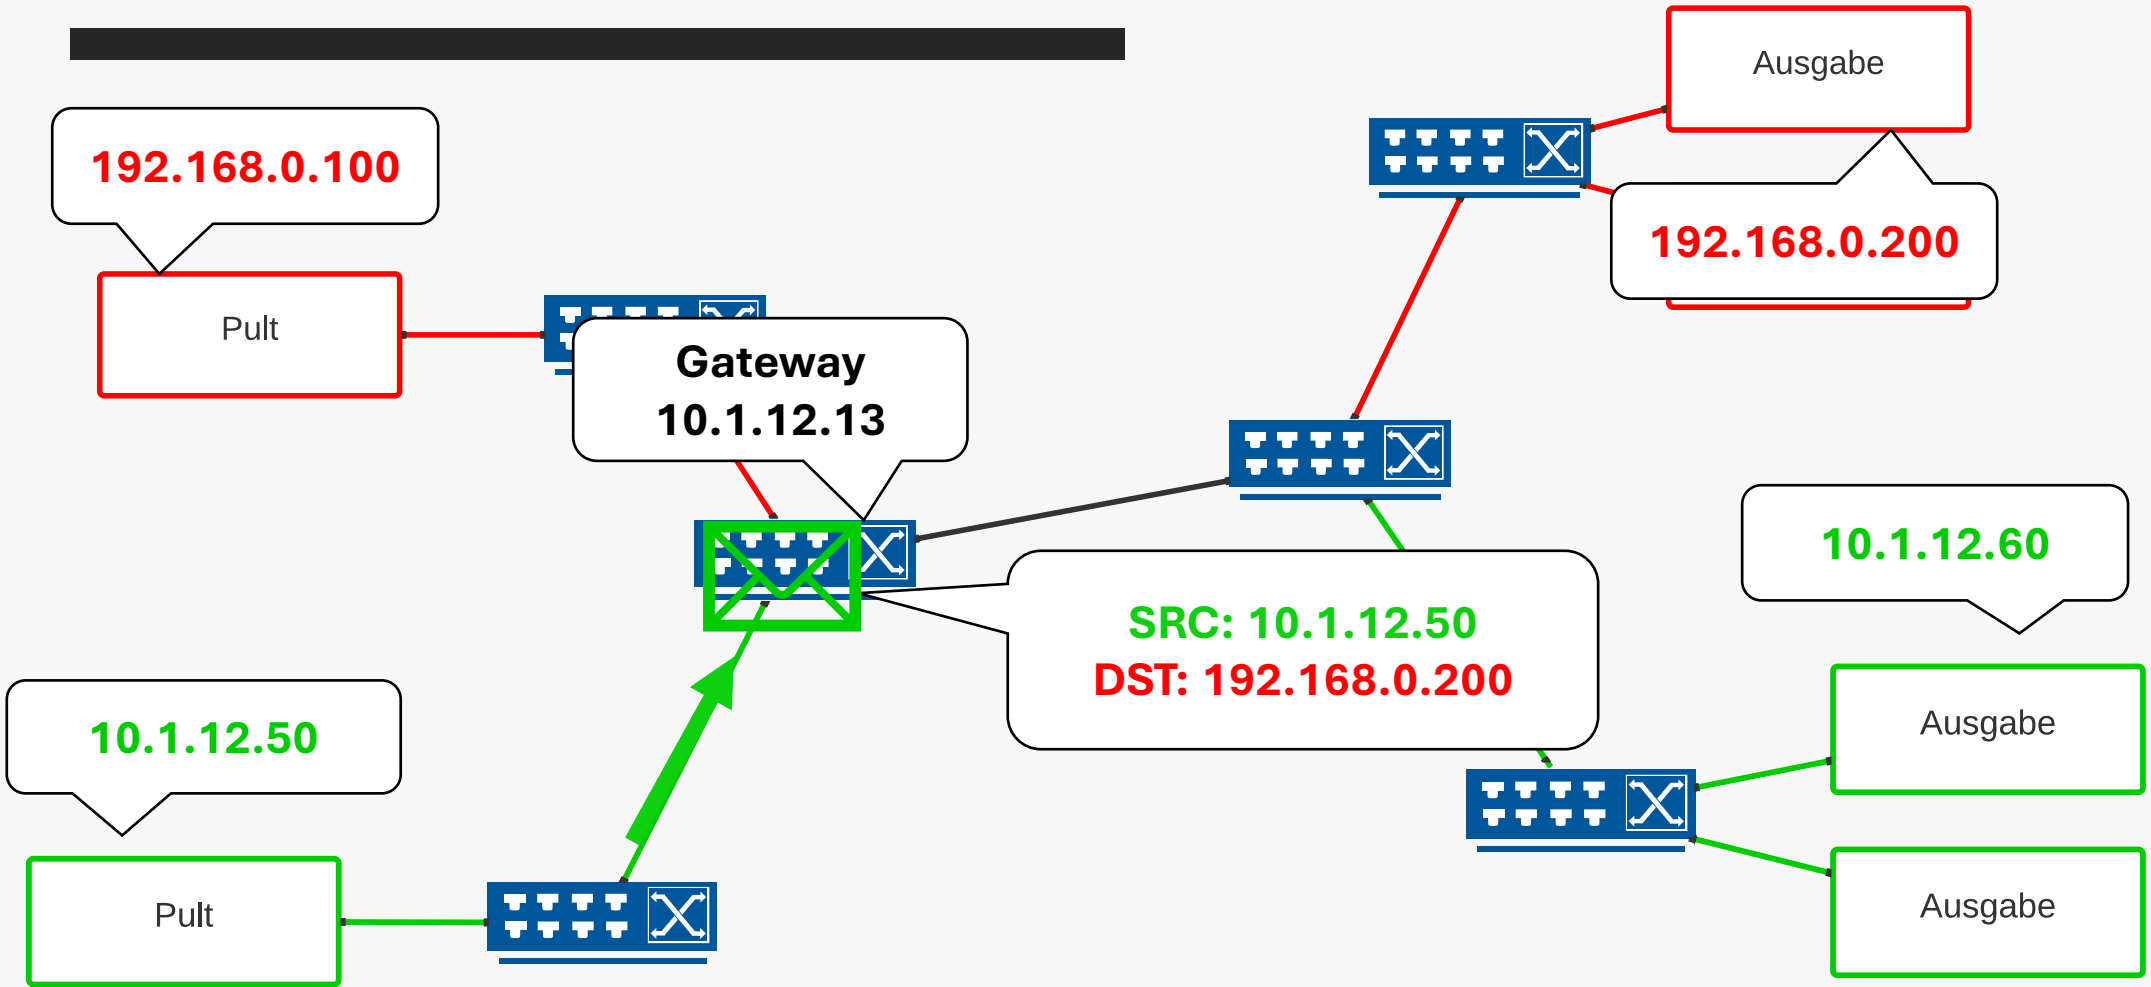 Ausgabe
192.168.0.100
192.168.0.200
Pult
Gateway
10.1.12.13
10.1.12.60
SRC: 10.1.12.50
DST: 192.168.0.200
10.1.12.50
Ausgabe
Pult
Ausgabe